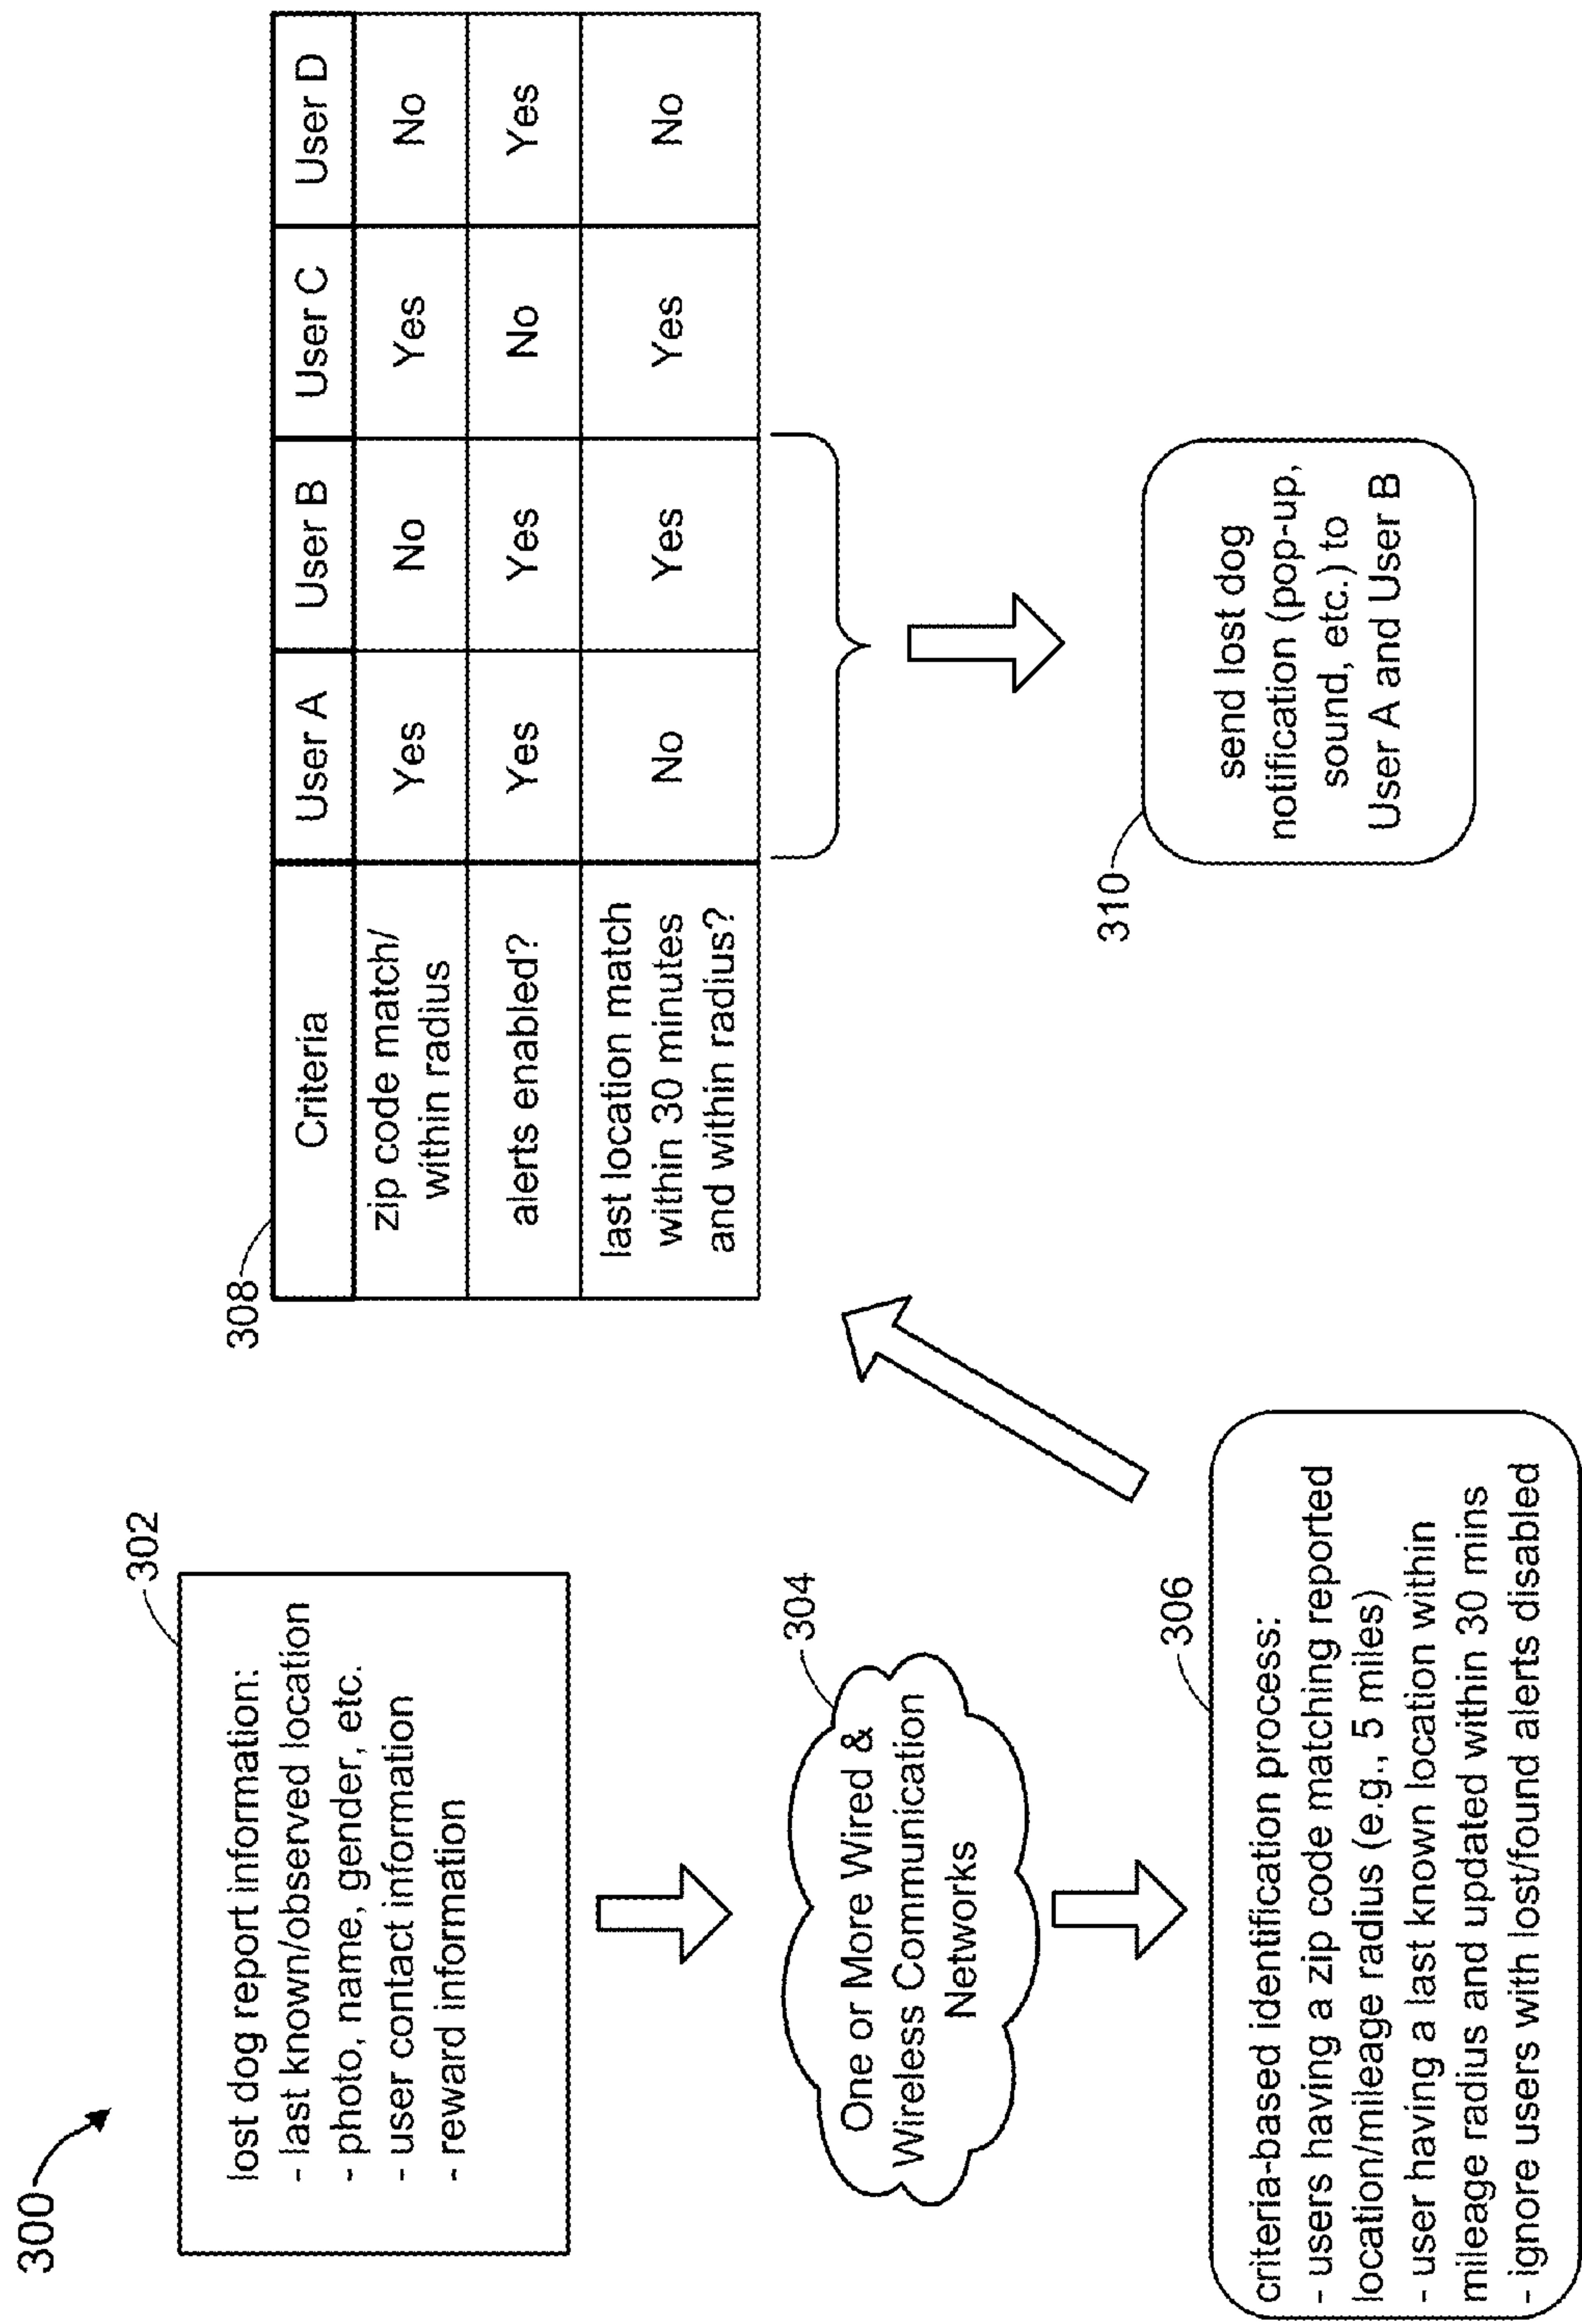 300
302
lost dog report information:
- last known/observed location
- photo, name, gender, etc.
- user contact information
- reward information
304
One or More Wired &
Wireless Communication
Networks
306
criteria-based identification process:
- users having a zip code matching reported
location/mileage radius (e.g., 5 miles)
- user having a last known location within
mileage radius and updated within 30 mins
- ignore users with lost/found alerts disabled
308
Criteria User A User B User C User D
zip code match/
within radius Yes No Yes No
alerts enabled? Yes Yes No Yes
last location match
within 30 minutes No Yes Yes No
and within radius?
310
send lost dog
notification (pop-up,
sound, etc.) to
User A and User B